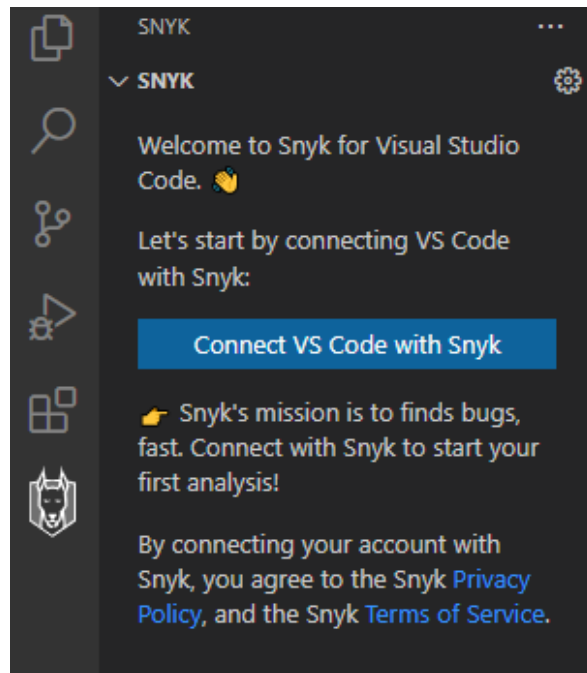 SNYK
SNYK
Welcome to Snyk for Visual Studio
Code. 👋
Let's start by connecting VS Code
with Snyk:
Connect VS Code with Snyk
👉 Snyk's mission is to finds bugs,
fast. Connect with Snyk to start your
first analysis!
By connecting your account with
Snyk, you agree to the Snyk Privacy
Policy, and the Snyk Terms of Service.